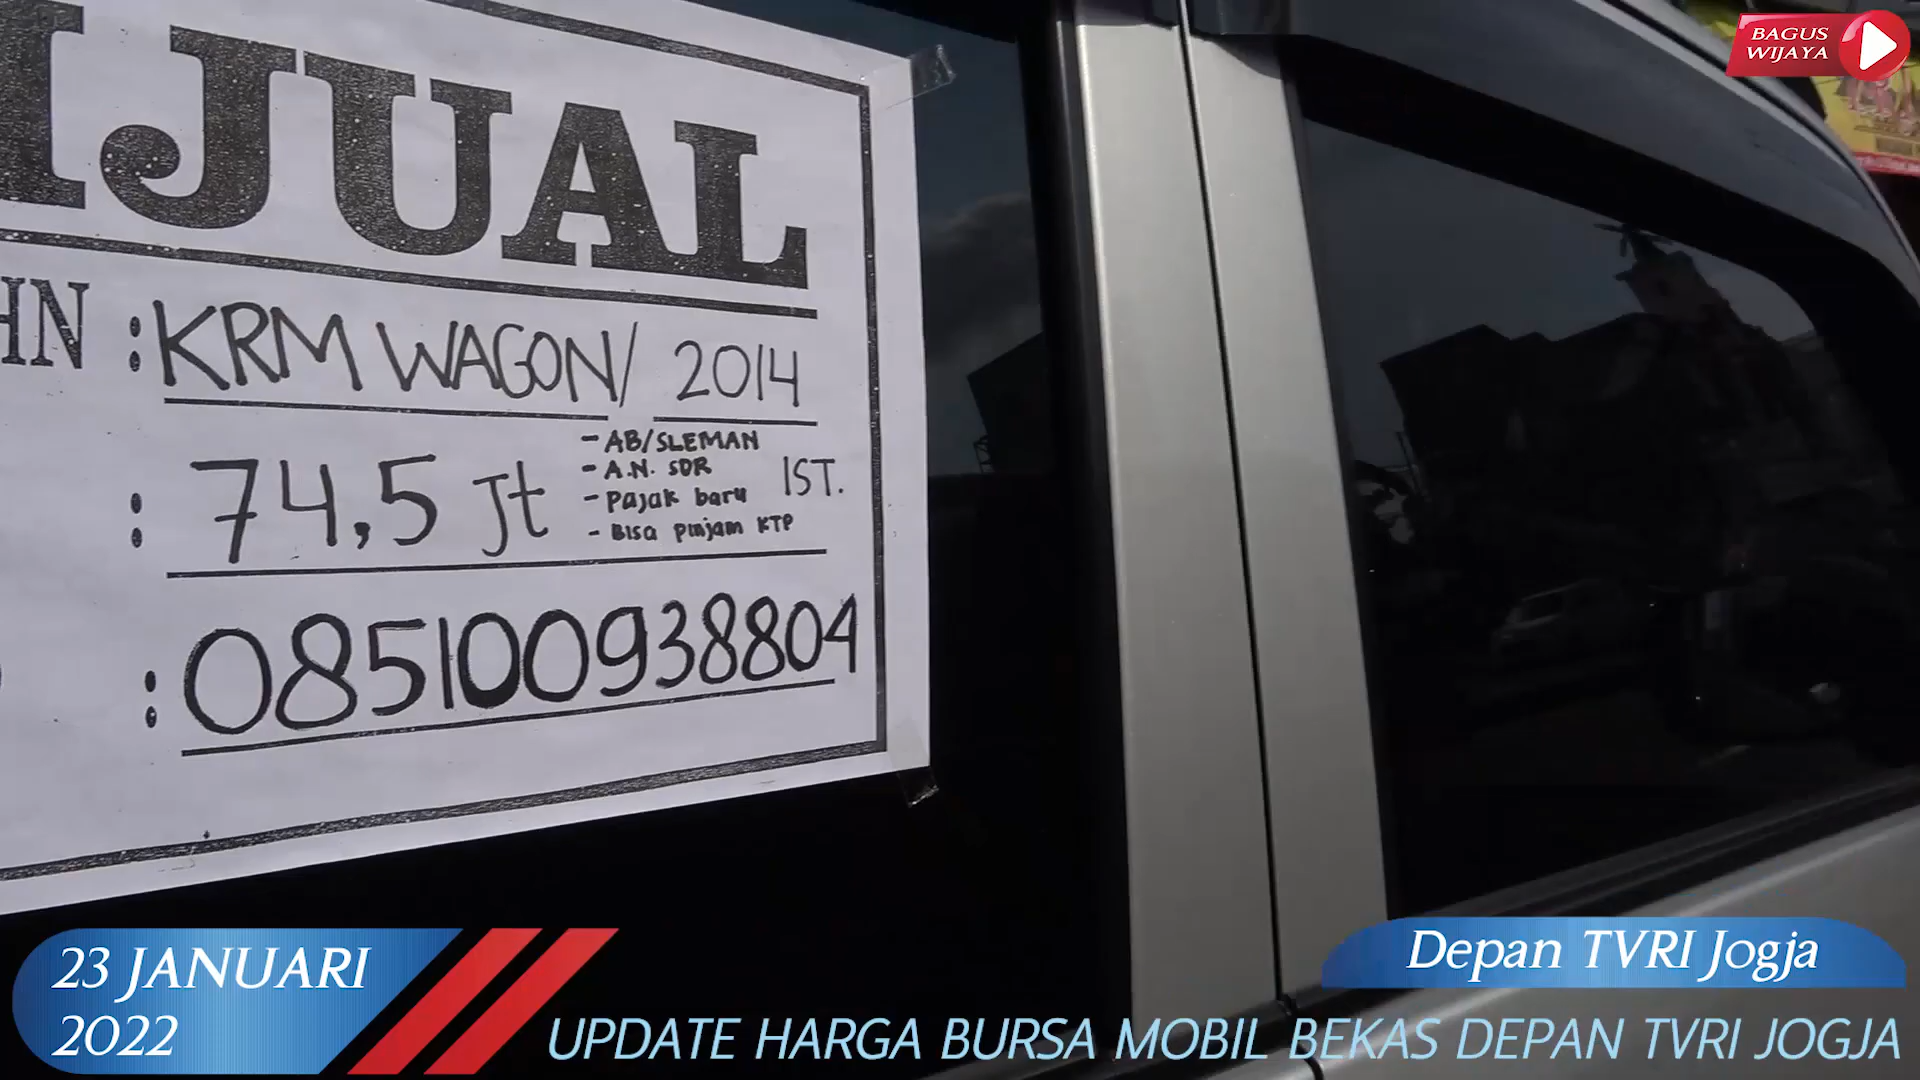 IJUAL
HN : KRM WAGON/ 2014
: 74,5 Jt
- AB/SLEMAN
- A.N. SDR
- Pajak baru
- Bisa pinjam KTP
IST.
: 085100938804
BAGUS
WIJAYA
23 JANUARI
2022
Depan TVRI Jogja
UPDATE HARGA BURSA MOBIL BEKAS DEPAN TVRI JOGJA